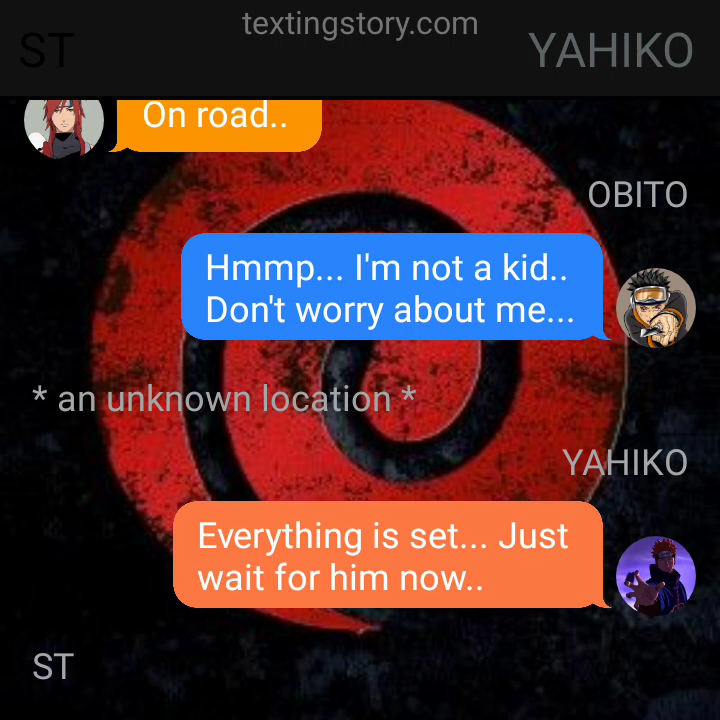 textingstory.com
ST
YAHIKO
On road..
OBITO
Hmmp... I'm not a kid..
Don't worry about me...
* an unknown location *
YAHIKO
Everything is set... Just
wait for him now..
ST